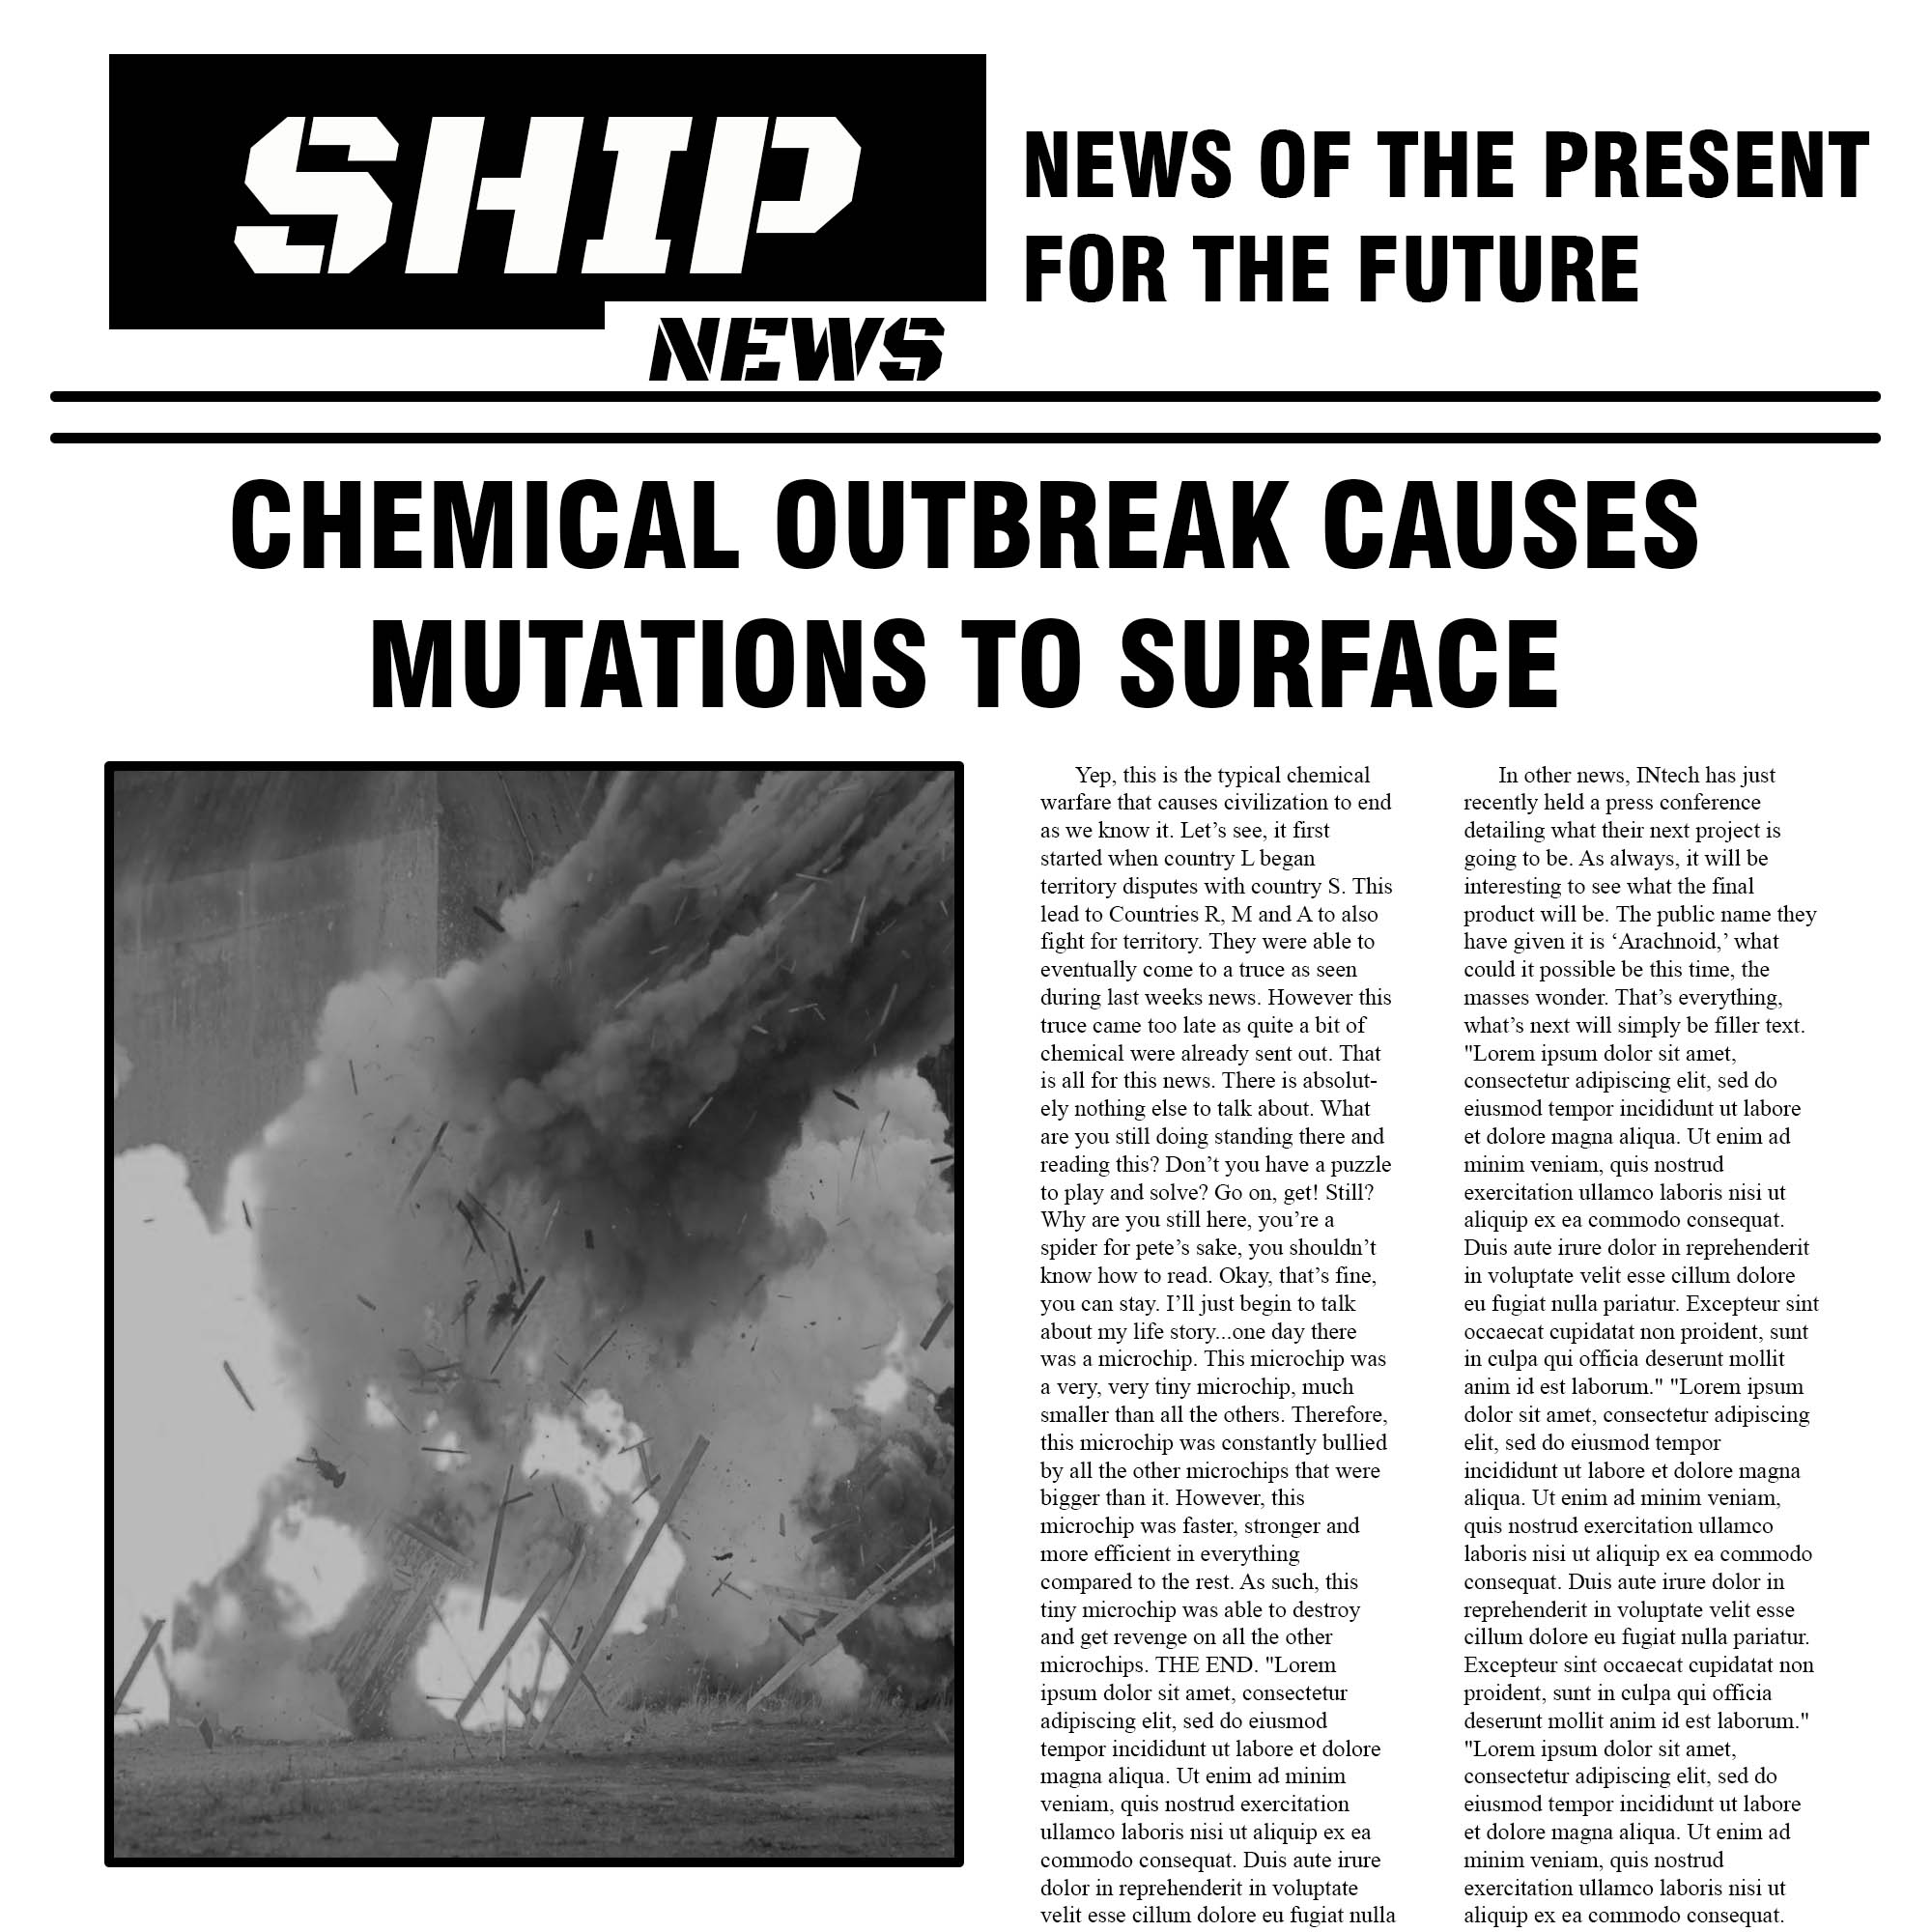 SHIP
NEWS
NEWS OF THE PRESENT
FOR THE FUTURE
CHEMICAL OUTBREAK CAUSES
MUTATIONS TO SURFACE
Yep, this is the typical chemical
warfare that causes civilization to end
as we know it. Let’s see, it first
started when country L began
territory disputes with country S. This
lead to Countries R, M and A to also
fight for territory. They were able to
eventually come to a truce as seen
during last weeks news. However this
truce came too late as quite a bit of
chemical were already sent out. That
is all for this news. There is absolut-
ely nothing else to talk about. What
are you still doing standing there and
reading this? Don’t you have a puzzle
to play and solve? Go on, get! Still?
Why are you still here, you’re a
spider for pete’s sake, you shouldn’t
know how to read. Okay, that’s fine,
you can stay. I’ll just begin to talk
about my life story...one day there
was a microchip. This microchip was
a very, very tiny microchip, much
smaller than all the others. Therefore,
this microchip was constantly bullied
by all the other microchips that were
bigger than it. However, this
microchip was faster, stronger and
more efficient in everything
compared to the rest. As such, this
tiny microchip was able to destroy
and get revenge on all the other
microchips. THE END. "Lorem
ipsum dolor sit amet, consectetur
adipiscing elit, sed do eiusmod
tempor incididunt ut labore et dolore
magna aliqua. Ut enim ad minim
veniam, quis nostrud exercitation
ullamco laboris nisi ut aliquip ex ea
commodo consequat. Duis aute irure
dolor in reprehenderit in voluptate
velit esse cillum dolore eu fugiat nulla
In other news, INtech has just
recently held a press conference
detailing what their next project is
going to be. As always, it will be
interesting to see what the final
product will be. The public name they
have given it is ‘Arachnoid,’ what
could it possible be this time, the
masses wonder. That’s everything,
what’s next will simply be filler text.
"Lorem ipsum dolor sit amet,
consectetur adipiscing elit, sed do
eiusmod tempor incididunt ut labore
et dolore magna aliqua. Ut enim ad
minim veniam, quis nostrud
exercitation ullamco laboris nisi ut
aliquip ex ea commodo consequat.
Duis aute irure dolor in reprehenderit
in voluptate velit esse cillum dolore
eu fugiat nulla pariatur. Excepteur sint
occaecat cupidatat non proident, sunt
in culpa qui officia deserunt mollit
anim id est laborum." "Lorem ipsum
dolor sit amet, consectetur adipiscing
elit, sed do eiusmod tempor
incididunt ut labore et dolore magna
aliqua. Ut enim ad minim veniam,
quis nostrud exercitation ullamco
laboris nisi ut aliquip ex ea commodo
consequat. Duis aute irure dolor in
reprehenderit in voluptate velit esse
cillum dolore eu fugiat nulla pariatur.
Excepteur sint occaecat cupidatat non
proident, sunt in culpa qui officia
deserunt mollit anim id est laborum."
"Lorem ipsum dolor sit amet,
consectetur adipiscing elit, sed do
eiusmod tempor incididunt ut labore
et dolore magna aliqua. Ut enim ad
minim veniam, quis nostrud
exercitation ullamco laboris nisi ut
aliquip ex ea commodo consequat.